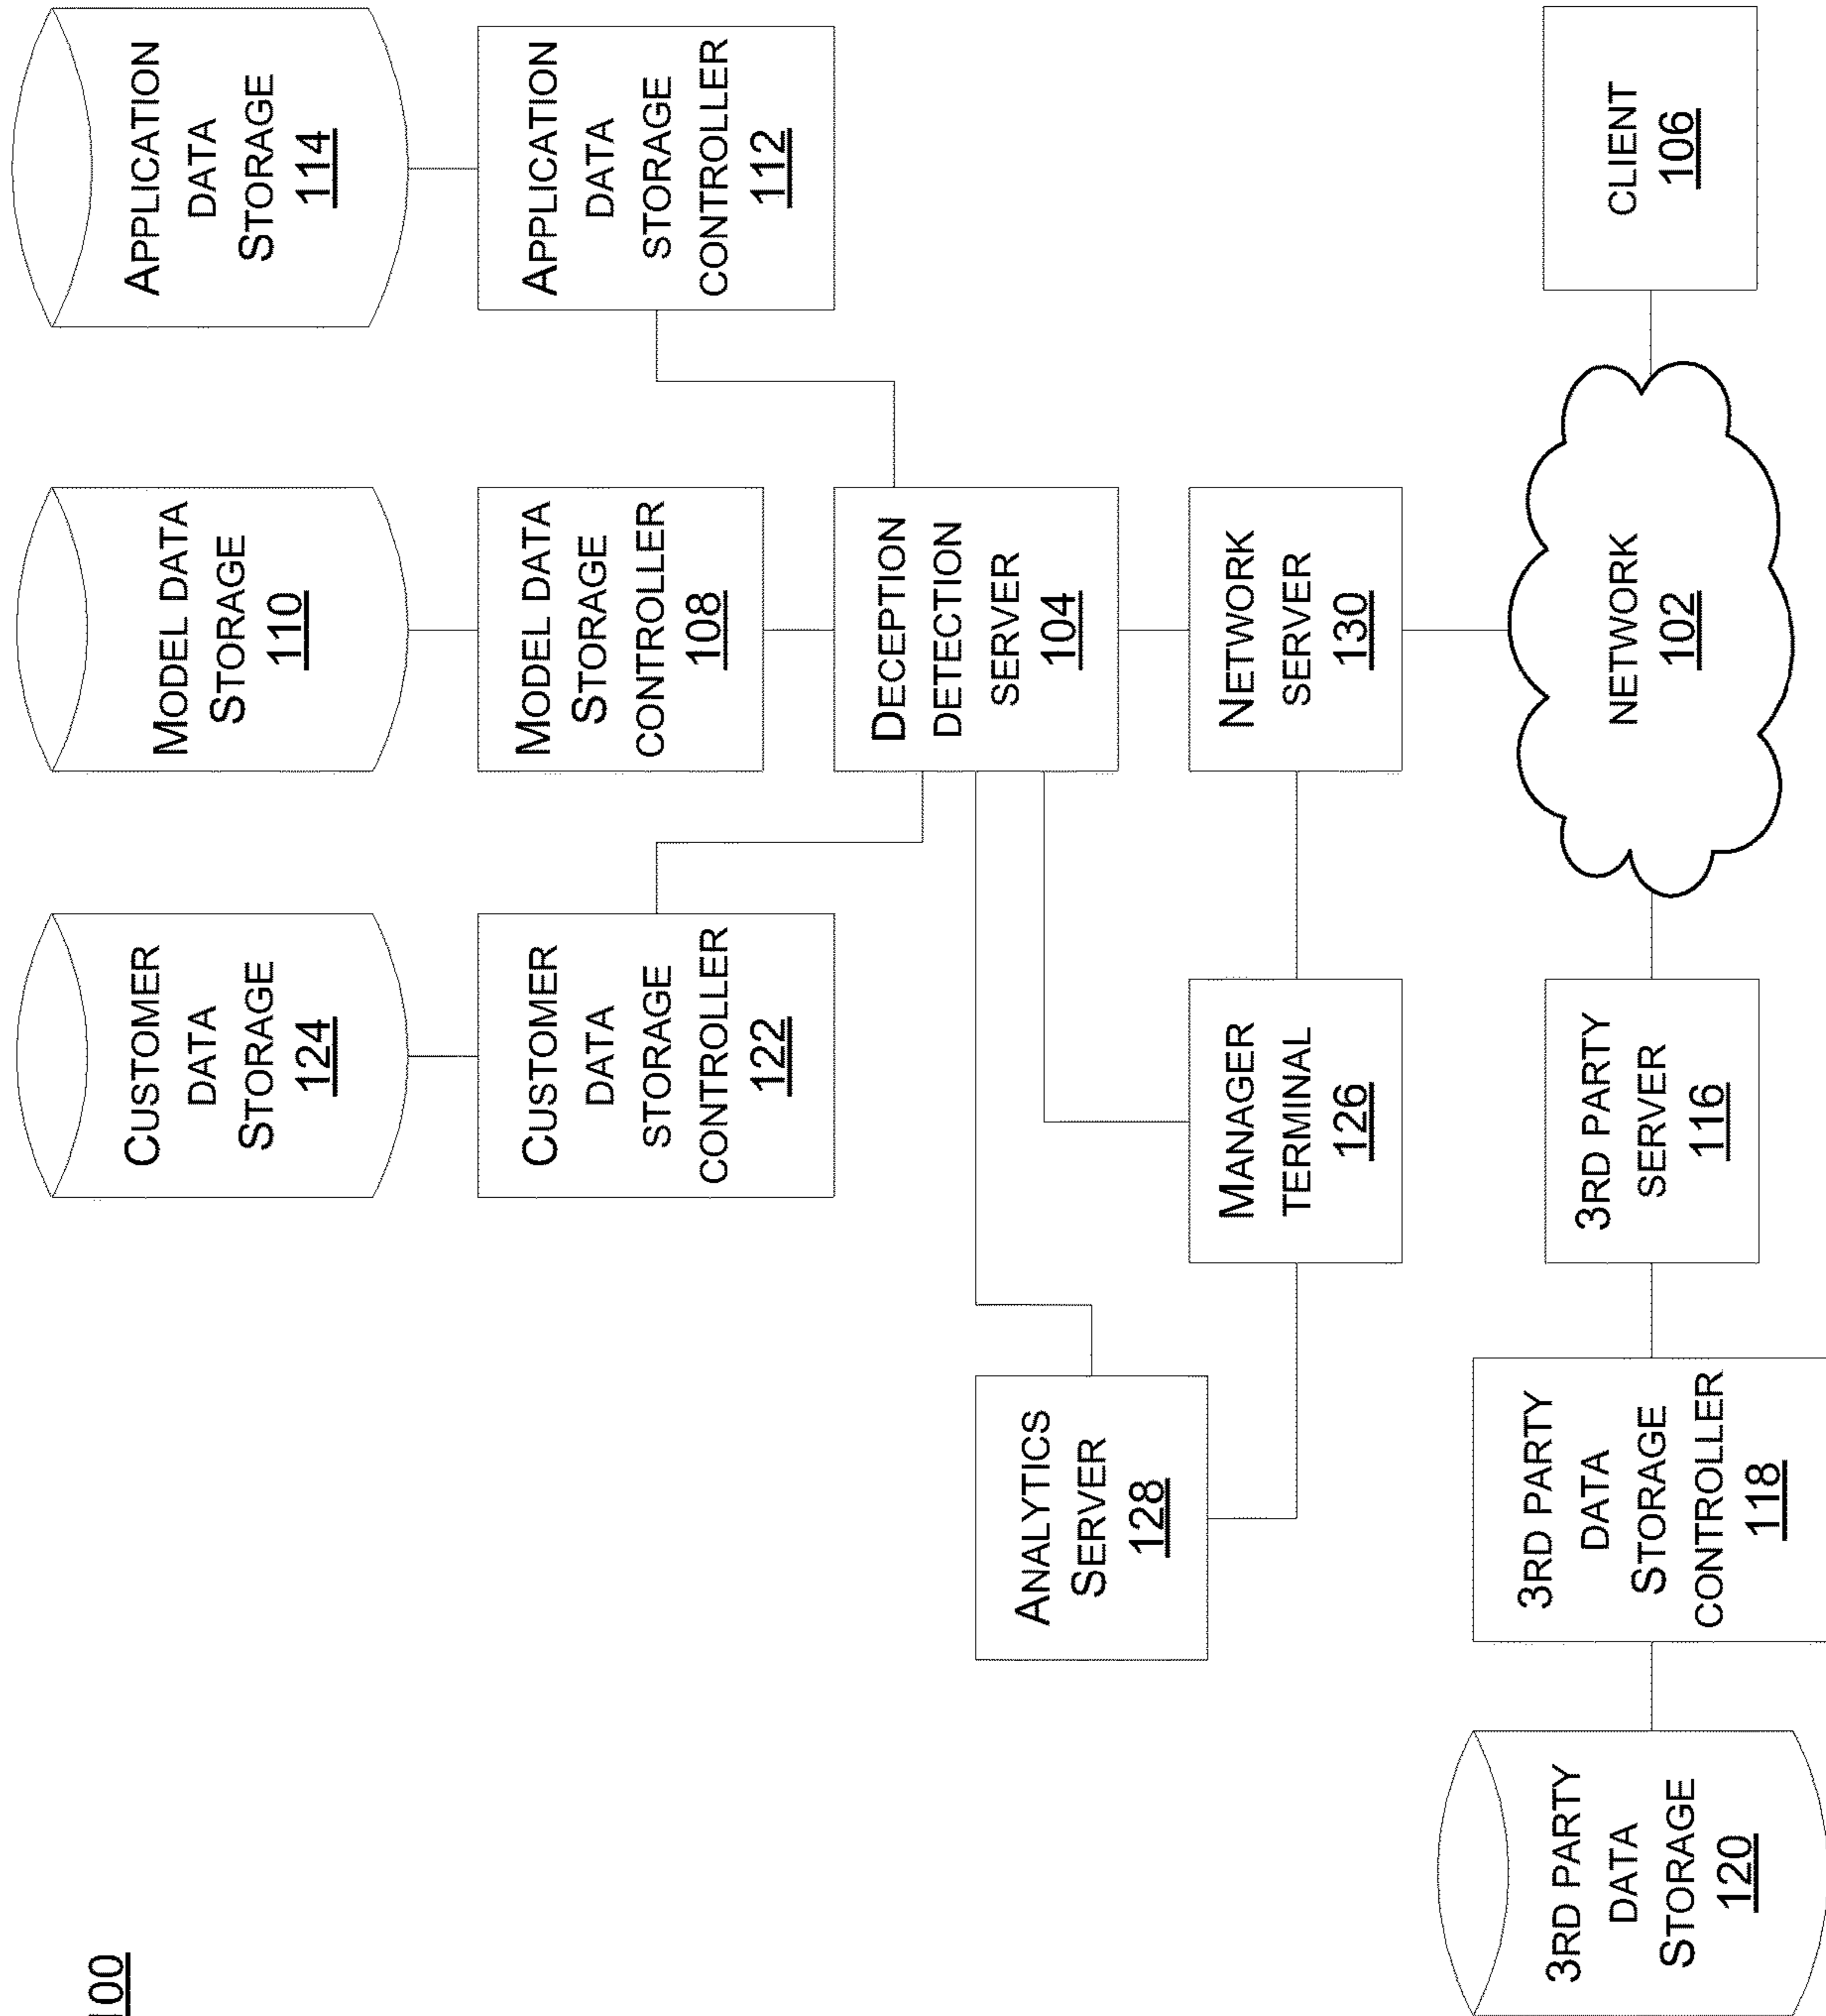 100
CUSTOMER
DATA
STORAGE
124
MODEL DATA
STORAGE
110
APPLICATION
DATA
STORAGE
114
CUSTOMER
DATA
STORAGE
CONTROLLER
122
MODEL DATA
STORAGE
CONTROLLER
108
APPLICATION
DATA
STORAGE
CONTROLLER
112
DECEPTION
DETECTION
SERVER
104
ANALYTICS
SERVER
128
MANAGER
TERMINAL
126
NETWORK
SERVER
130
3RD PARTY
DATA
STORAGE
120
3RD PARTY
DATA
STORAGE
CONTROLLER
118
3RD PARTY
SERVER
116
NETWORK
102
CLIENT
106